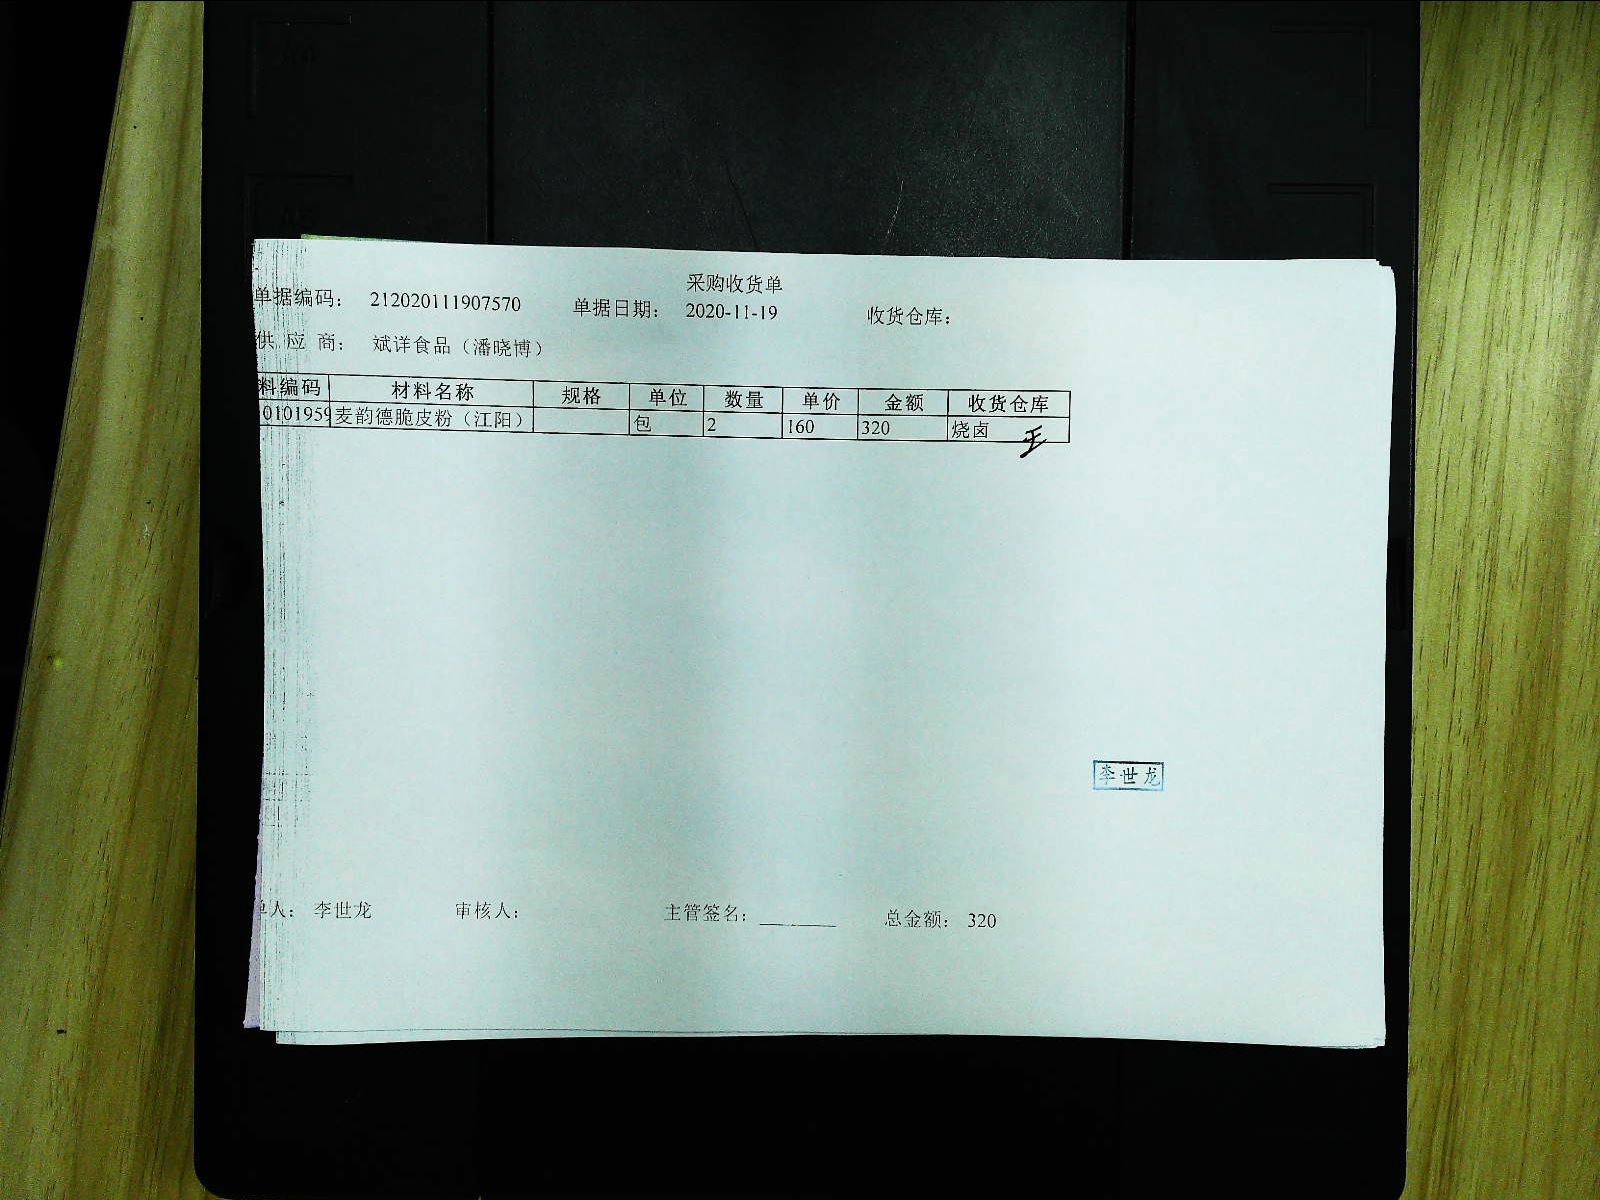 采购收货单
单据编码： 212020111907570 单据日期： 2020-11-19 收货仓库：
供 应 商： 斌洋食品（潘晓博）
料编码 材料名称 规格 单位 数量 单价 金额 收货仓库
0101959 麦韵德脆皮粉（江阳） 包 2 160 320 烧卤
李世龙
单人： 李世龙 审核人： 主管签名： 总金额： 320